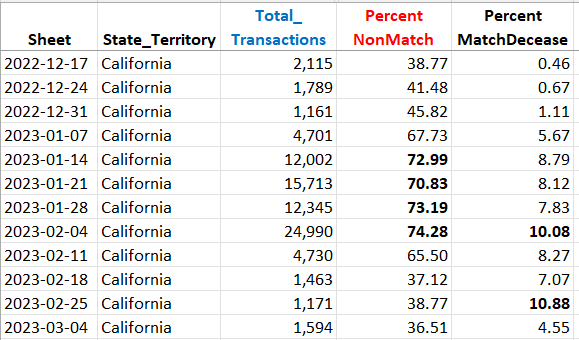 Total_ Percent Percent
Sheet State_Territory Transactions NonMatch MatchDecease
2022-12-17 California 2,115 38.77 0.46
2022-12-24 California 1,789 41.48 0.67
2022-12-31 California 1,161 45.82 1.11
2023-01-07 California 4,701 67.73 5.67
2023-01-14 California 12,002 72.99 8.79
2023-01-21 California 15,713 70.83 8.12
2023-01-28 California 12,345 73.19 7.83
2023-02-04 California 24,990 74.28 10.08
2023-02-11 California 4,730 65.50 8.27
2023-02-18 California 1,463 37.12 7.07
2023-02-25 California 1,171 38.77 10.88
2023-03-04 California 1,594 36.51 4.55